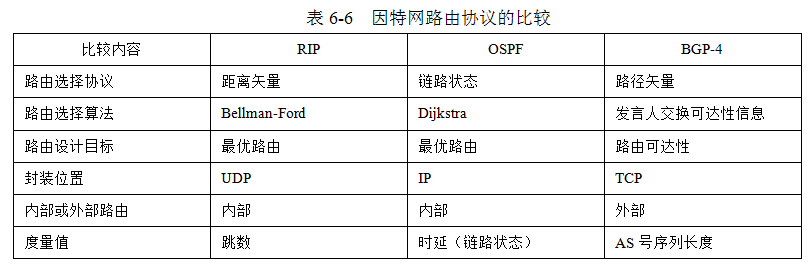 表 6-6 因特网路由协议的比较
比较内容 RIP OSPF BGP-4
路由选择协议 距离矢量 链路状态 路径矢量
路由选择算法 Bellman-Ford Dijkstra 发言人交换可达性信息
路由设计目标 最优路由 最优路由 路由可达性
封装位置 UDP IP TCP
内部或外部路由 内部 内部 外部
度量值 跳数 时延（链路状态） AS 号序列长度